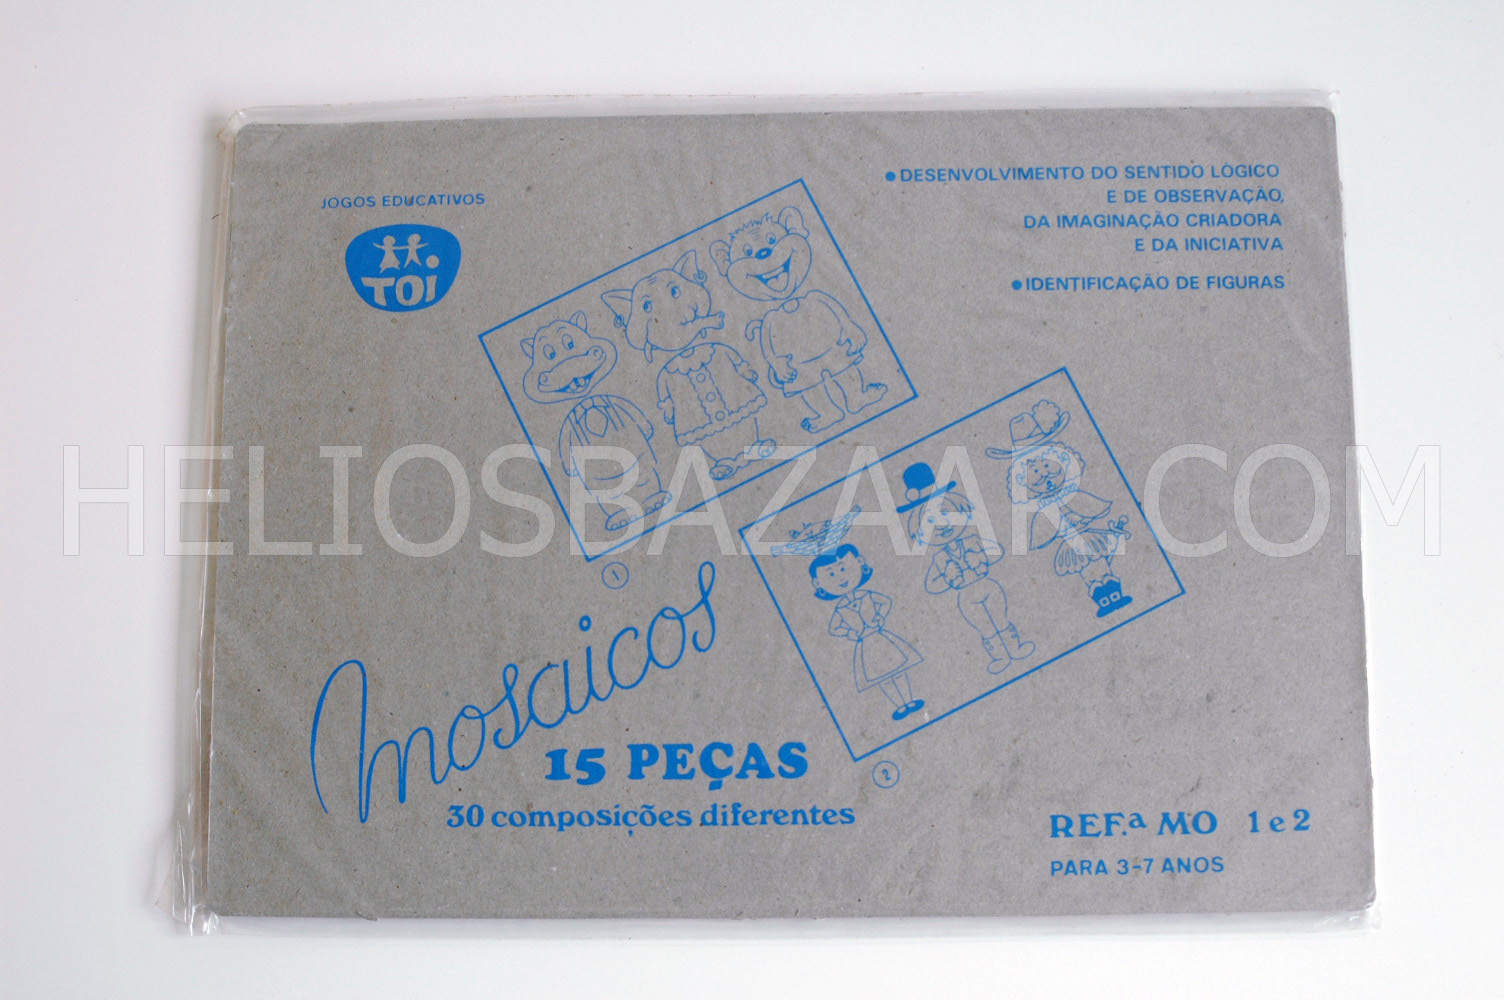 JOGOS EDUCATIVOS
TOI
• DESENVOLVIMENTO DO SENTIDO LÓGICO
E DE OBSERVAÇÃO,
DA IMAGINAÇÃO CRIADORA
E DA INICIATIVA
• IDENTIFICAÇÃO DE FIGURAS
HELIOSBAZAAR.COM
1
2
Mosaicos
15 PEÇAS
30 composições diferentes
REF.ª MO 1 e 2
PARA 3-7 ANOS